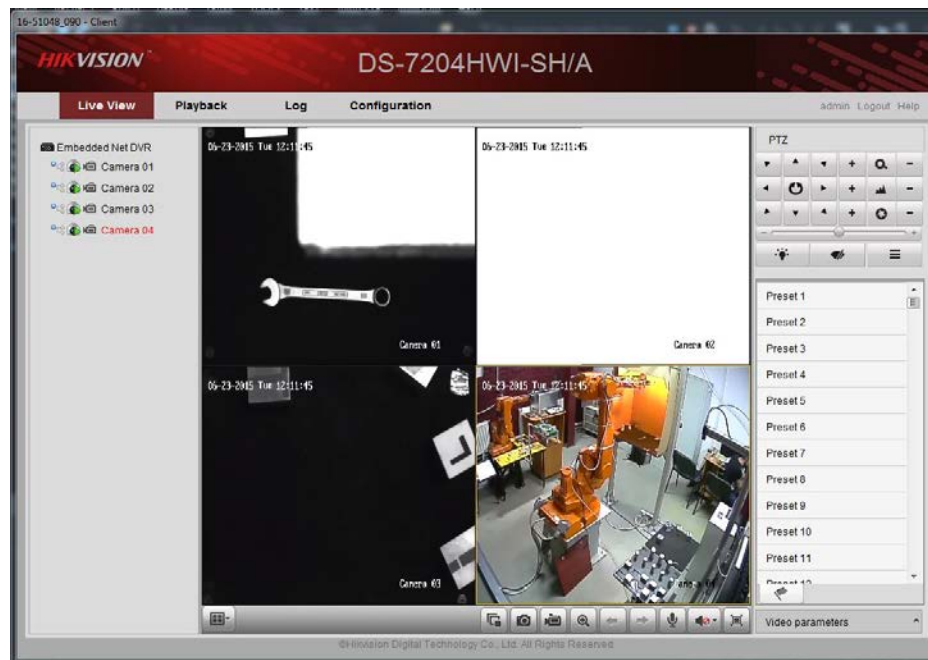 16-51048_090 - Client
HIKVISION
DS-7204HWI-SH/A
Live View Playback Log Configuration
admin Logout Help
Embedded Net DVR
Camera 01
Camera 02
Camera 03
Camera 04
06-23-2015 Tue 12:11:45
Camera 01
06-23-2015 Tue 12:11:45
Camera 02
06-23-2015 Tue 12:11:45
Camera 03
06-23-2015 Tue 12:11:45
PTZ
Preset 1
Preset 2
Preset 3
Preset 4
Preset 5
Preset 6
Preset 7
Preset 8
Preset 9
Preset 10
Preset 11
Preset 12
Video parameters
©Hikvision Digital Technology Co., Ltd. All Rights Reserved